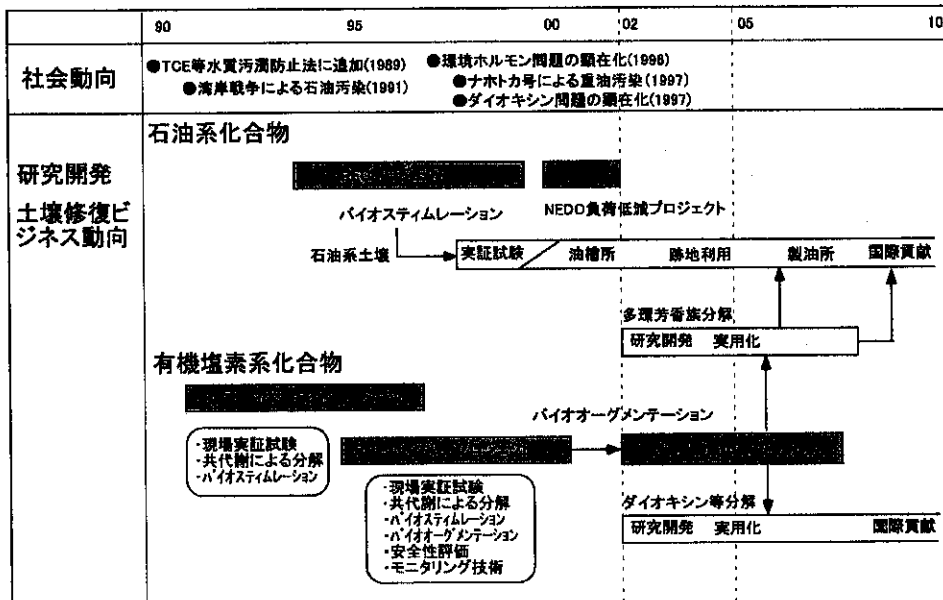 90 95 00 02 05 10
社会動向
●TCE等水質汚濁防止法に追加(1989)
●湾岸戦争による石油汚染(1991)
●環境ホルモン問題の顕在化(1996)
●ナホトカ号による重油汚染(1997)
●ダイオキシン問題の顕在化(1997)
研究開発
土壌修復ビ
ジネス動向
石油系化合物
バイオスティムレーション
NEDO負荷低減プロジェクト
石油系土壌
実証試験 油槽所 跡地利用 製油所 国際貢献
多環芳香族分解
研究開発 実用化
有機塩素系化合物
・現場実証試験
・共代謝による分解
・バイオスティムレーション
バイオオーグメンテーション
・現場実証試験
・共代謝による分解
・バイオスティムレーション
・バイオオーグメンテーション
・安全性評価
・モニタリング技術
ダイオキシン等分解
研究開発 実用化 国際貢献